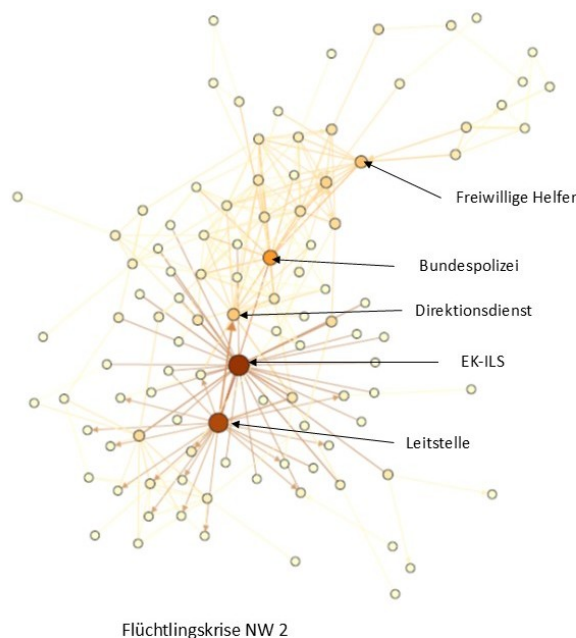 Freiwillige Helfer
Bundespolizei
Direktionsdienst
EK-ILS
Leitstelle
Flüchtlingskrise NW 2